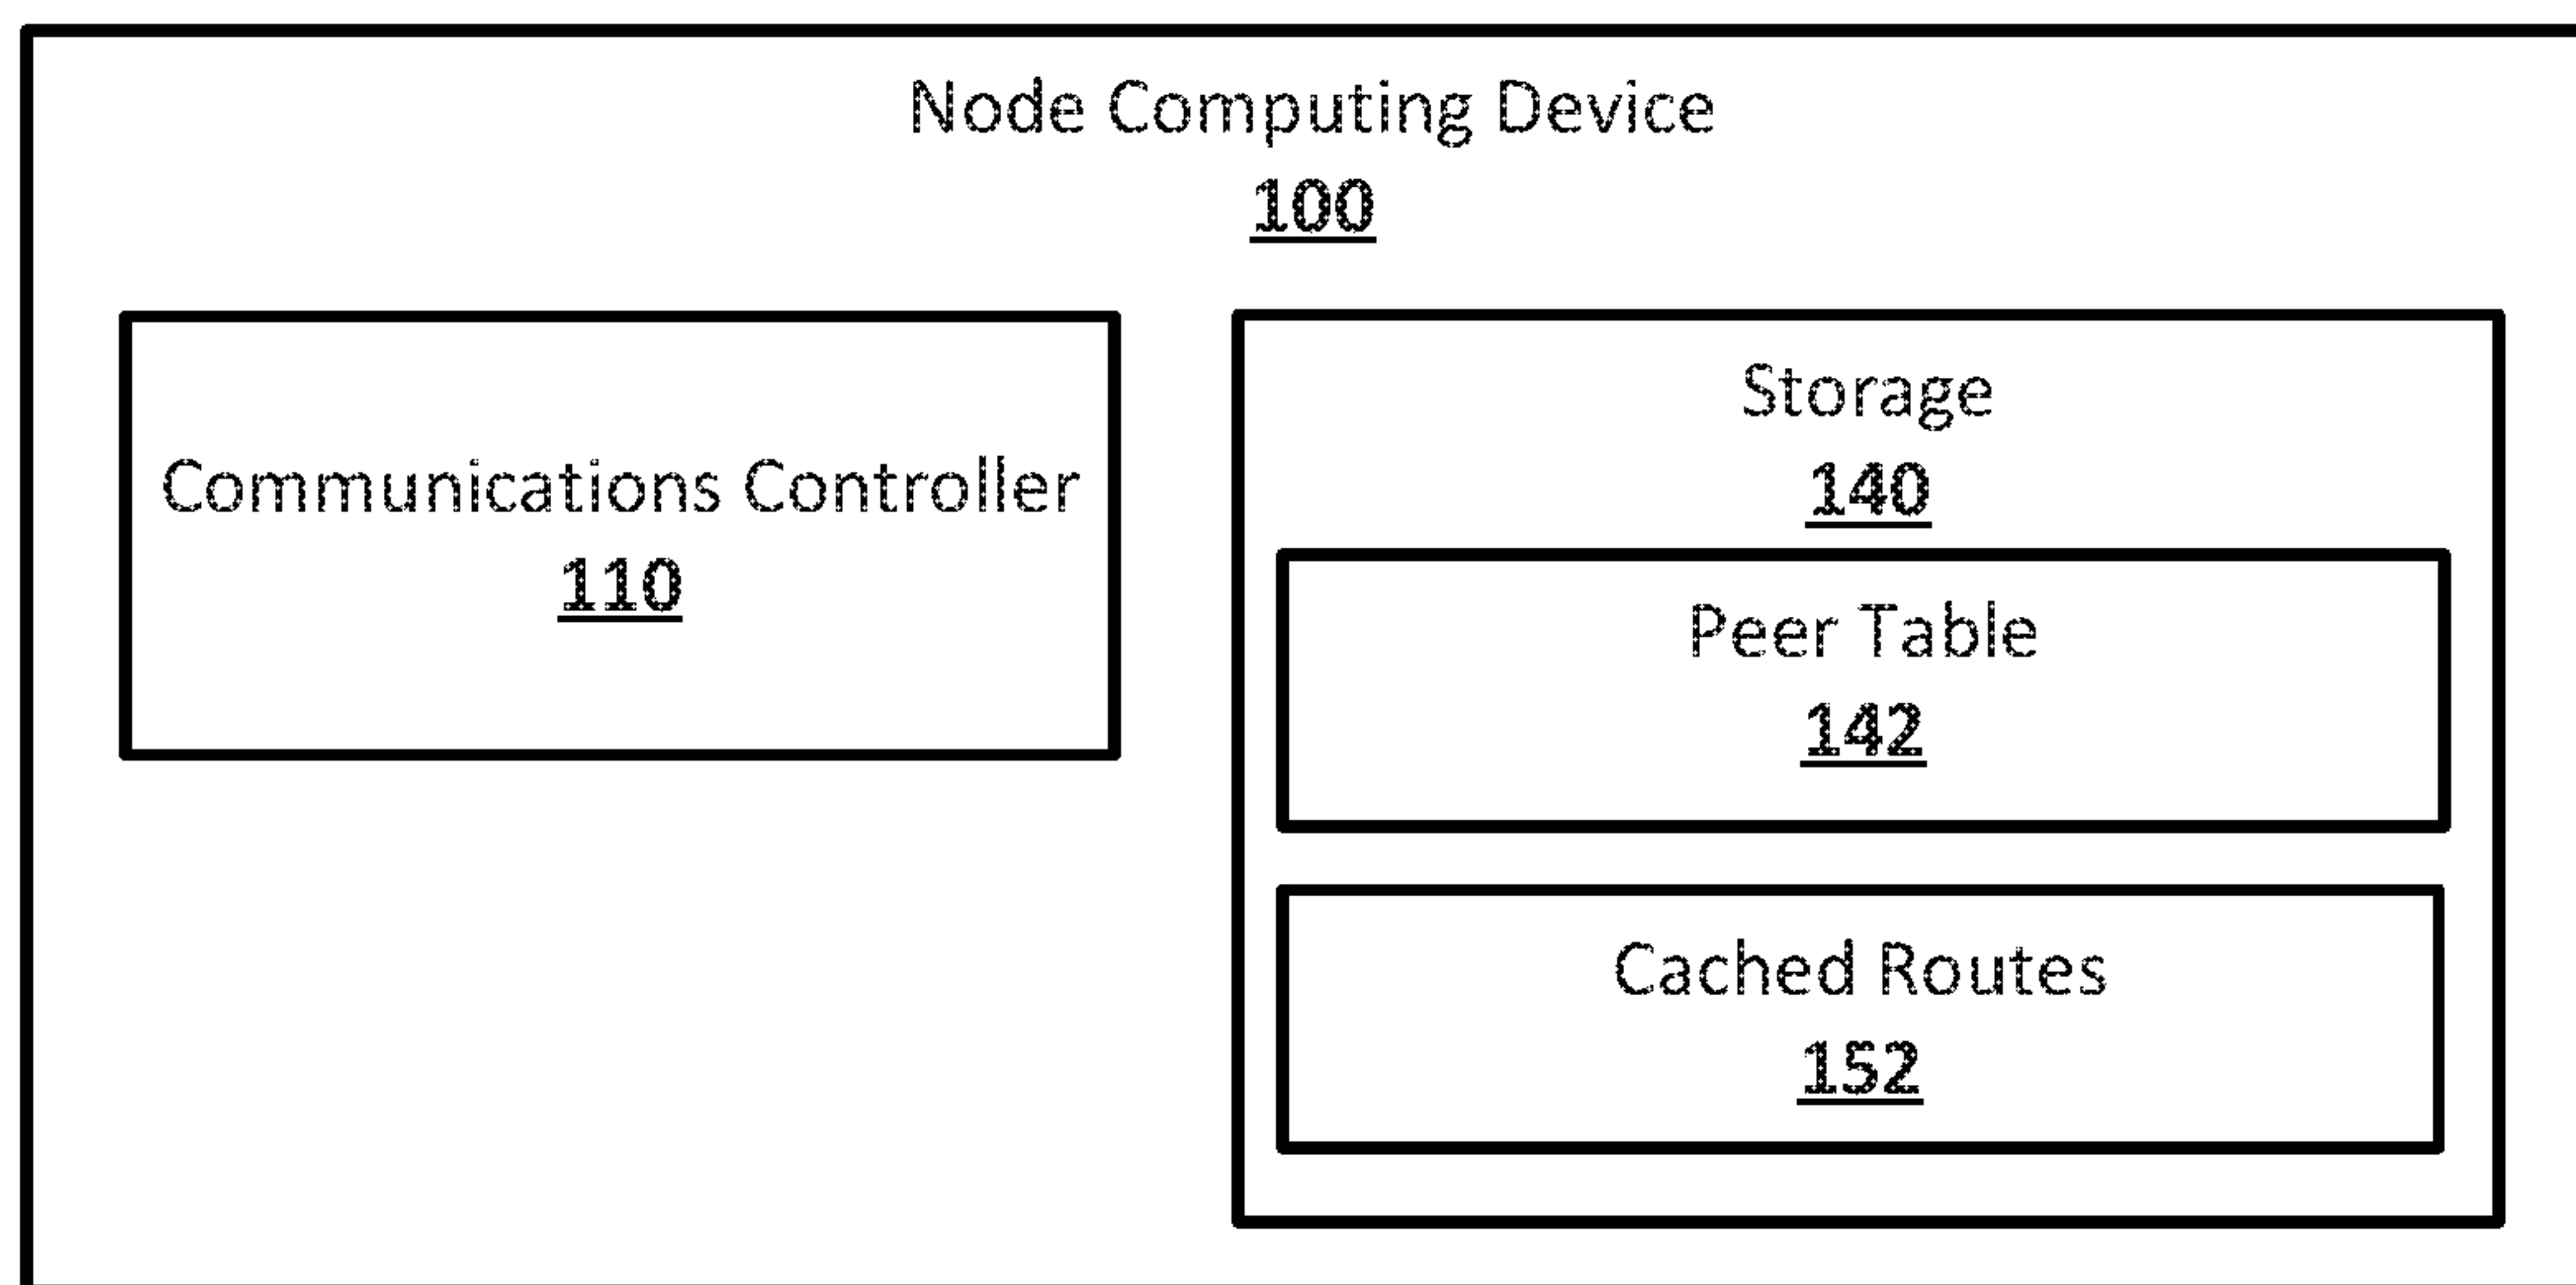 Node Computing Device
100
Communications Controller
110
Storage
140
Peer Table
142
Cached Routes
152